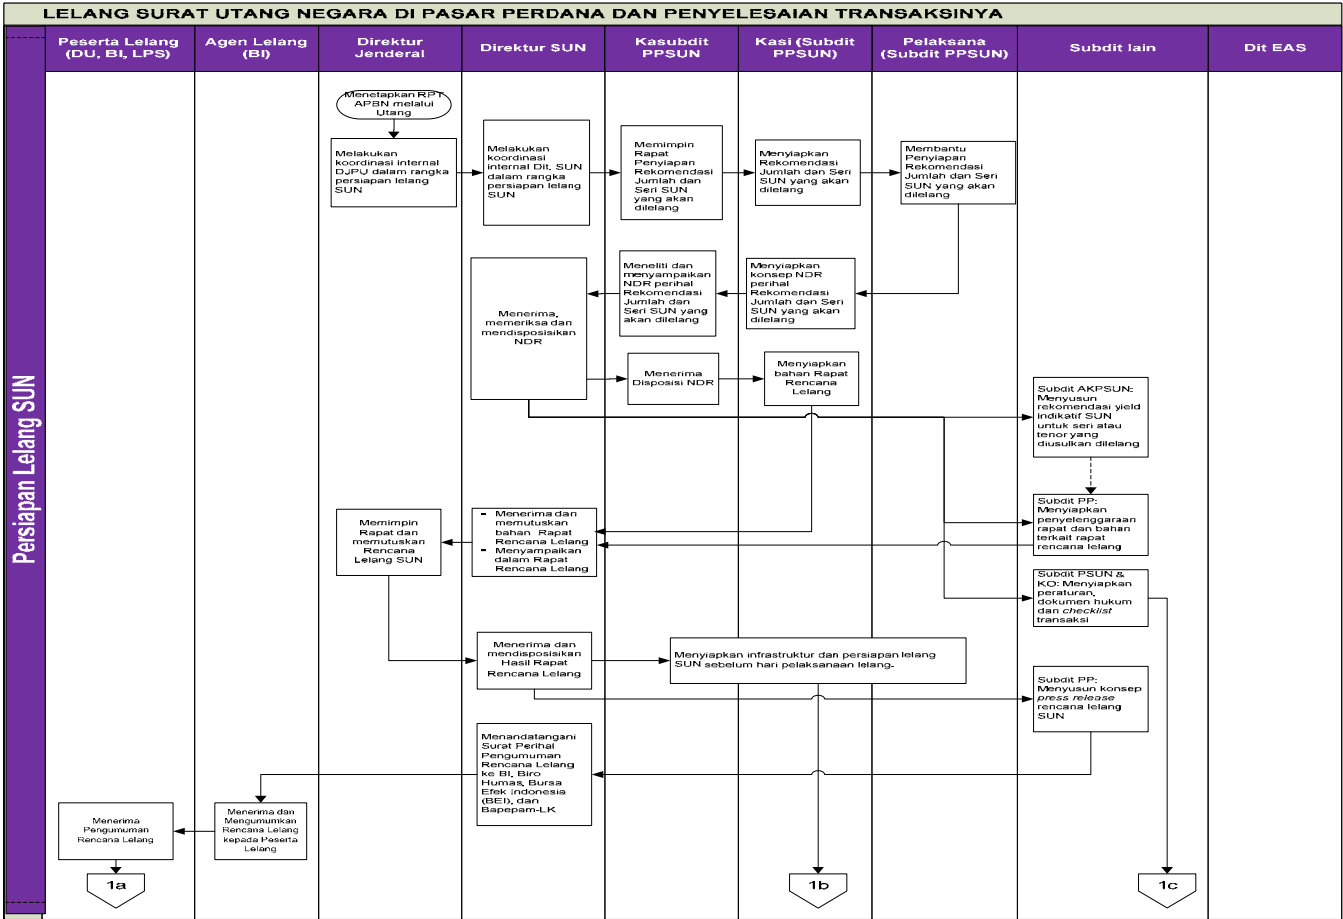 LELANG SURAT UTANG NEGARA DI PASAR PERDANA DAN PENYELESAIAN TRANSAKSINYA
Persiapan Lelang SUN
Peserta Lelang
(DU, BI, LPS)
Agen Lelang
(BI)
Direktur
Jenderal
Direktur SUN
Kasubdit
PPSUN
Kasi (Subdit
PPSUN)
Pelaksana
(Subdit PPSUN)
Subdit lain
Dit EAS
Menetapkan RPT
APBN melalui
Utang
Melakukan
koordinasi internal
DJPU dalam rangka
persiapan lelang
SUN
Melakukan
koordinasi
internal Dit. SUN
dalam rangka
persiapan lelang
SUN
Memimpin
Rapat
Penyiapan
Rekomendasi
Jumlah dan
Seri SUN
yang akan
dilelang
Menyiapkan
Rekomendasi
Jumlah dan Seri
SUN yang akan
dilelang
Membantu
Penyiapan
Rekomendasi
Jumlah dan Seri
SUN yang akan
dilelang
Menerima,
memeriksa dan
mendisposisikan
NDR
Meneliti dan
menyampaikan
NDR perihal
Rekomendasi
Jumlah dan
Seri SUN yang
akan dilelang
Menyiapkan
konsep NDR
perihal
Rekomendasi
Jumlah dan Seri
SUN yang akan
dilelang
Menerima
Disposisi NDR
Menyiapkan
bahan Rapat
Rencana
Lelang
Subdit AKPSUN:
Menyusun
rekomendasi yield
indikatif SUN
untuk seri atau
tenor yang
diusulkan dilelang
Memimpin
Rapat dan
memutuskan
Rencana
Lelang SUN
- Menerima dan
memutuskan
bahan Rapat
Rencana Lelang
- Menyampaikan
dalam Rapat
Rencana Lelang
Subdit PP:
Menyiapkan
penyelenggaraan
rapat dan bahan
terkait rapat
rencana lelang
Subdit PSUN &
KO: Menyiapkan
peraturan,
dokumen hukum
dan checklist
transaksi
Menerima dan
mendisposisikan
Hasil Rapat
Rencana Lelang
Menyiapkan infrastruktur dan persiapan lelang
SUN sebelum hari pelaksanaan lelang.
Subdit PP:
Menyusun konsep
press release
rencana lelang
SUN
Menandatangani
Surat Perihal
Pengumuman
Rencana Lelang
ke BI, Biro
Humas, Bursa
Efek Indonesia
(BEI), dan
Bapepam-LK
Menerima
Pengumuman
Rencana Lelang
Menerima dan
Mengumumkan
Rencana Lelang
kepada Peserta
Lelang
1a
1b
1c